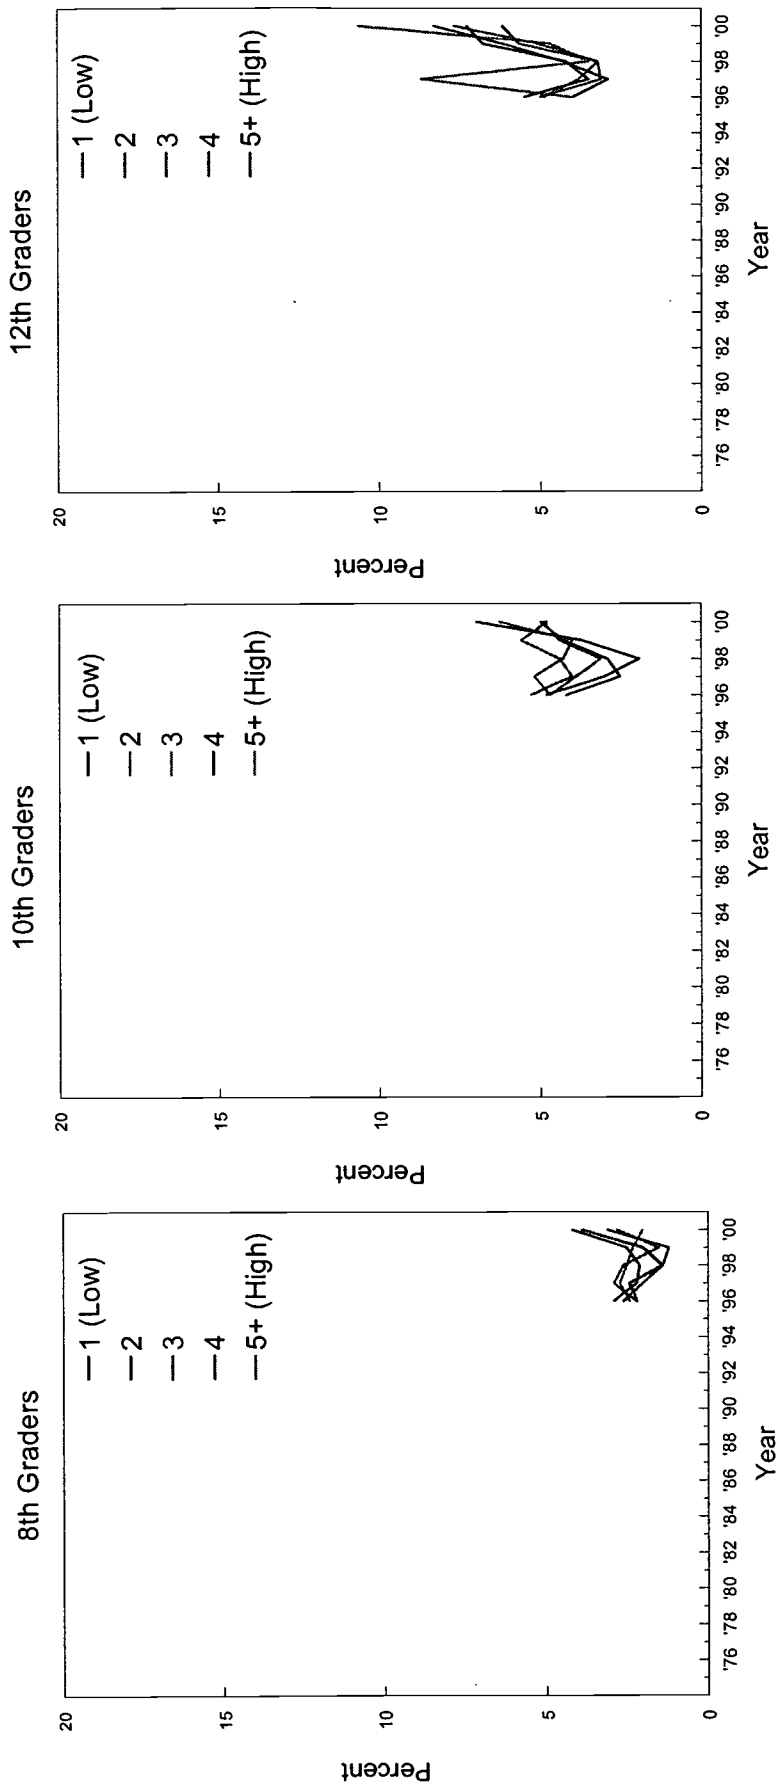 8th Graders
1 (Low)
2
3
4
5+ (High)
Percent
20
15
10
5
0
'76 '78 '80 '82 '84 '86 '88 '90 '92 '94 '96 '98 '00
Year
10th Graders
1 (Low)
2
3
4
5+ (High)
Percent
20
15
10
5
0
'76 '78 '80 '82 '84 '86 '88 '90 '92 '94 '96 '98 '00
Year
12th Graders
1 (Low)
2
3
4
5+ (High)
Percent
20
15
10
5
0
'76 '78 '80 '82 '84 '86 '88 '90 '92 '94 '96 '98 '00
Year